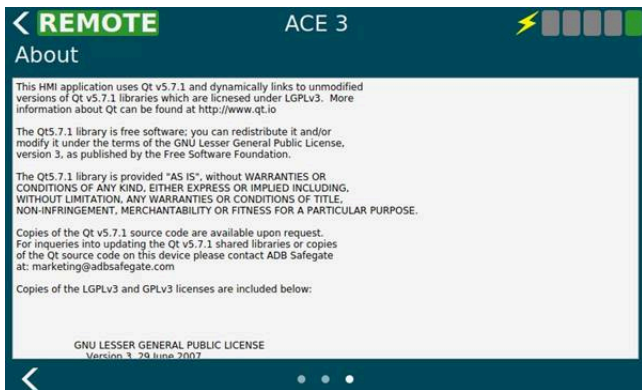 REMOTE
ACE 3
About
This HMI application uses Qt v5.7.1 and dynamically links to unmodified
versions of Qt v5.7.1 libraries which are licnesed under LGPLv3. More
information about Qt can be found at http://www.qt.io
The Qt5.7.1 library is free software; you can redistribute it and/or
modify it under the terms of the GNU Lesser General Public License,
version 3, as published by the Free Software Foundation.
The Qt5.7.1 library is provided "AS IS", without WARRANTIES OR
CONDITIONS OF ANY KIND, EITHER EXPRESS OR IMPLIED INCLUDING,
WITHOUT LIMITATION, ANY WARRANTIES OR CONDITIONS OF TITLE,
NON-INFRINGEMENT, MERCHANTABILITY OR FITNESS FOR A PARTICULAR PURPOSE.
Copies of the Qt v5.7.1 source code are available upon request.
For inqueries into updating the Qt v5.7.1 shared libraries or copies
of the Qt source code on this device please contact ADB Safegate
at: marketing@adbsafegate.com
Copies of the LGPLv3 and GPLv3 licenses are included below:
GNU LESSER GENERAL PUBLIC LICENSE
Version 3, 29 June 2007